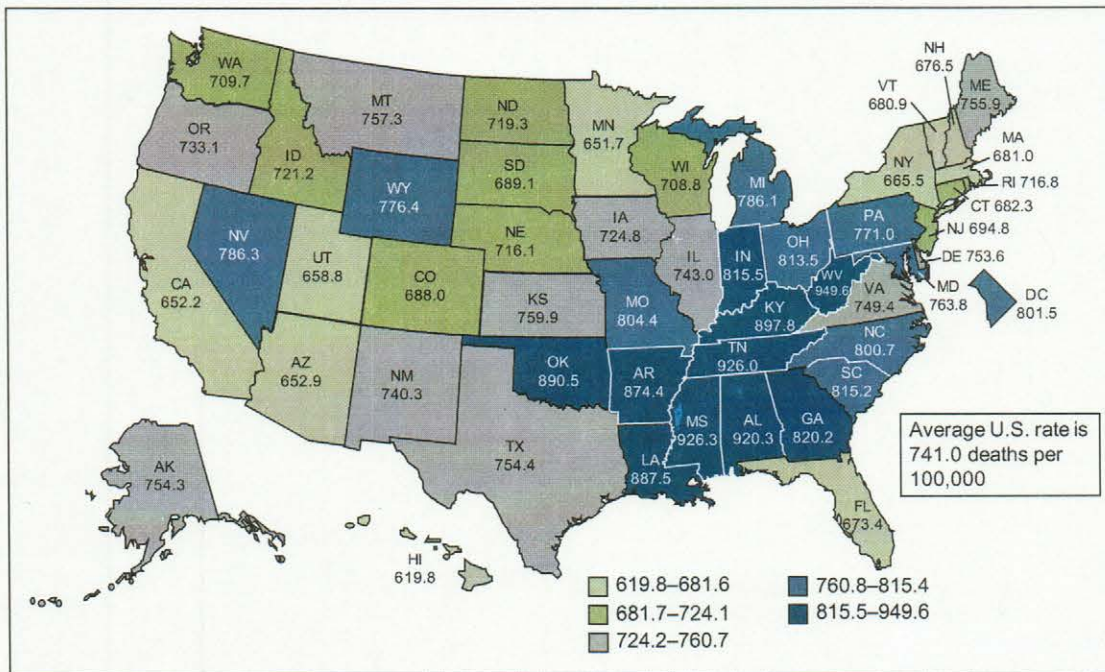 WA
709.7
MT
757.3
ND
719.3
MN
651.7
NH
676.5
VT
680.9
ME
755.9
OR
733.1
ID
721.2
SD
689.1
WI
708.8
MI
786.1
NY
665.5
MA
681.0
RI 716.8
CT 682.3
NJ 694.8
WY
776.4
NE
716.1
IA
724.8
PA
771.0
DE 753.6
NV
786.3
UT
658.8
CO
688.0
IL
743.0
IN
815.5
OH
813.5
WV
949.6
VA
749.4
MD
763.8
DC
801.5
CA
652.2
KS
759.9
MO
804.4
KY
897.8
NC
800.7
AZ
652.9
NM
740.3
OK
890.5
AR
874.4
TN
926.0
SC
815.2
TX
754.4
LA
887.5
MS
926.3
AL
920.3
GA
820.2
FL
673.4
AK
754.3
HI
619.8
Average U.S. rate is
741.0 deaths per
100,000
619.8–681.6
681.7–724.1
724.2–760.7
760.8–815.4
815.5–949.6